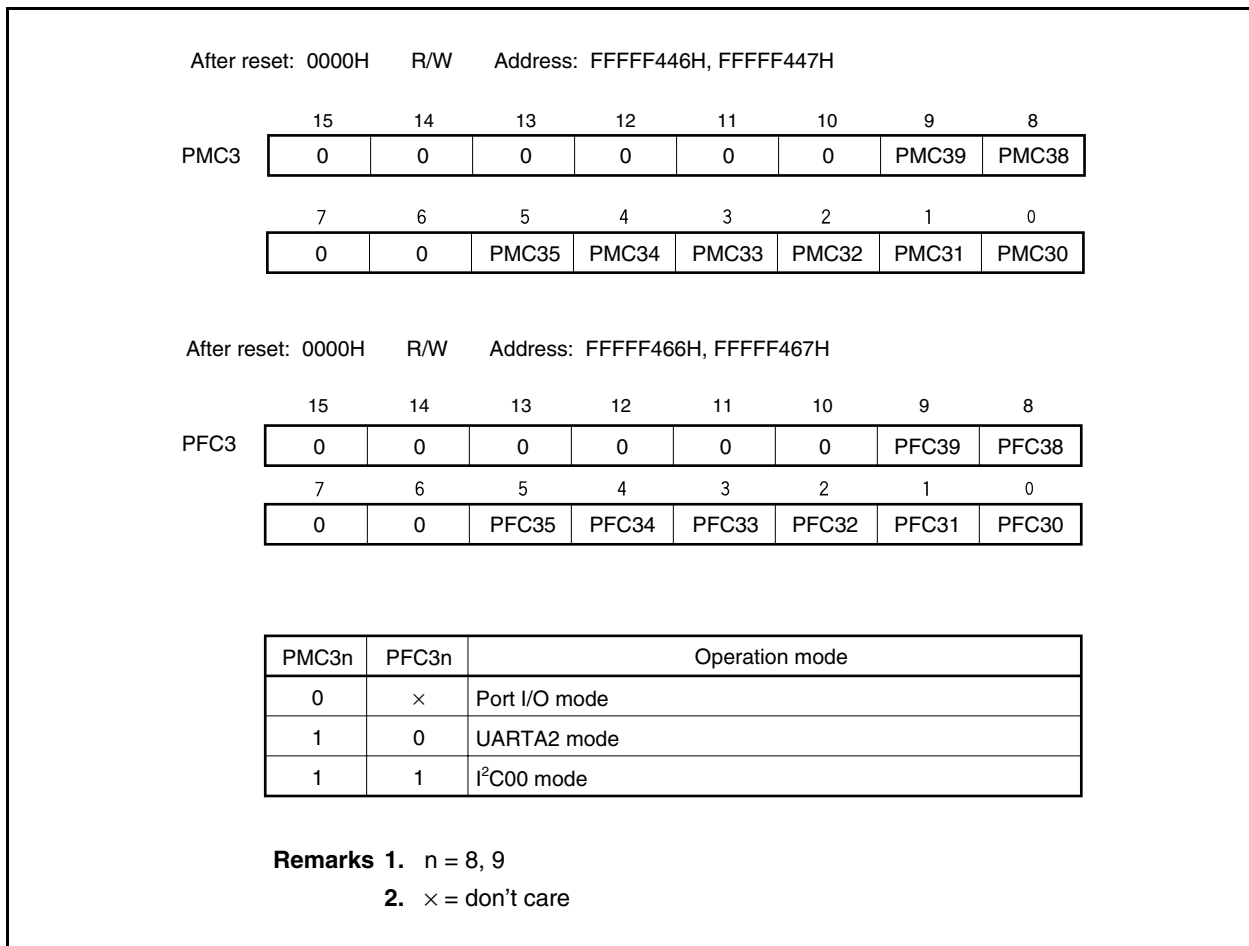 After reset: 0000H R/W Address: FFFFF446H, FFFFF447H
15 14 13 12 11 10 9 8
PMC3 0 0 0 0 0 0 PMC39 PMC38
7 6 5 4 3 2 1 0
0 0 PMC35 PMC34 PMC33 PMC32 PMC31 PMC30
After reset: 0000H R/W Address: FFFFF466H, FFFFF467H
15 14 13 12 11 10 9 8
PFC3 0 0 0 0 0 0 PFC39 PFC38
7 6 5 4 3 2 1 0
0 0 PFC35 PFC34 PFC33 PFC32 PFC31 PFC30
PMC3n PFC3n Operation mode
0 × Port I/O mode
1 0 UARTA2 mode
1 1 I²C00 mode
Remarks 1. n = 8, 9
2. × = don't care